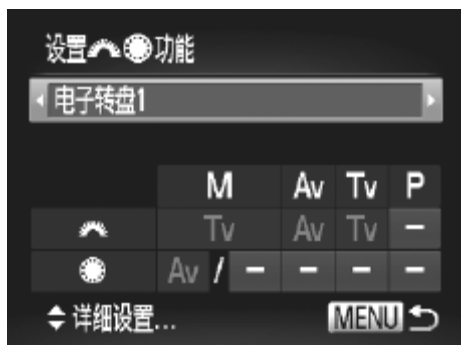 设置功能
电子转盘1
M Av Tv P
Tv Av Tv –
Av / – – – –
详细设置... MENU